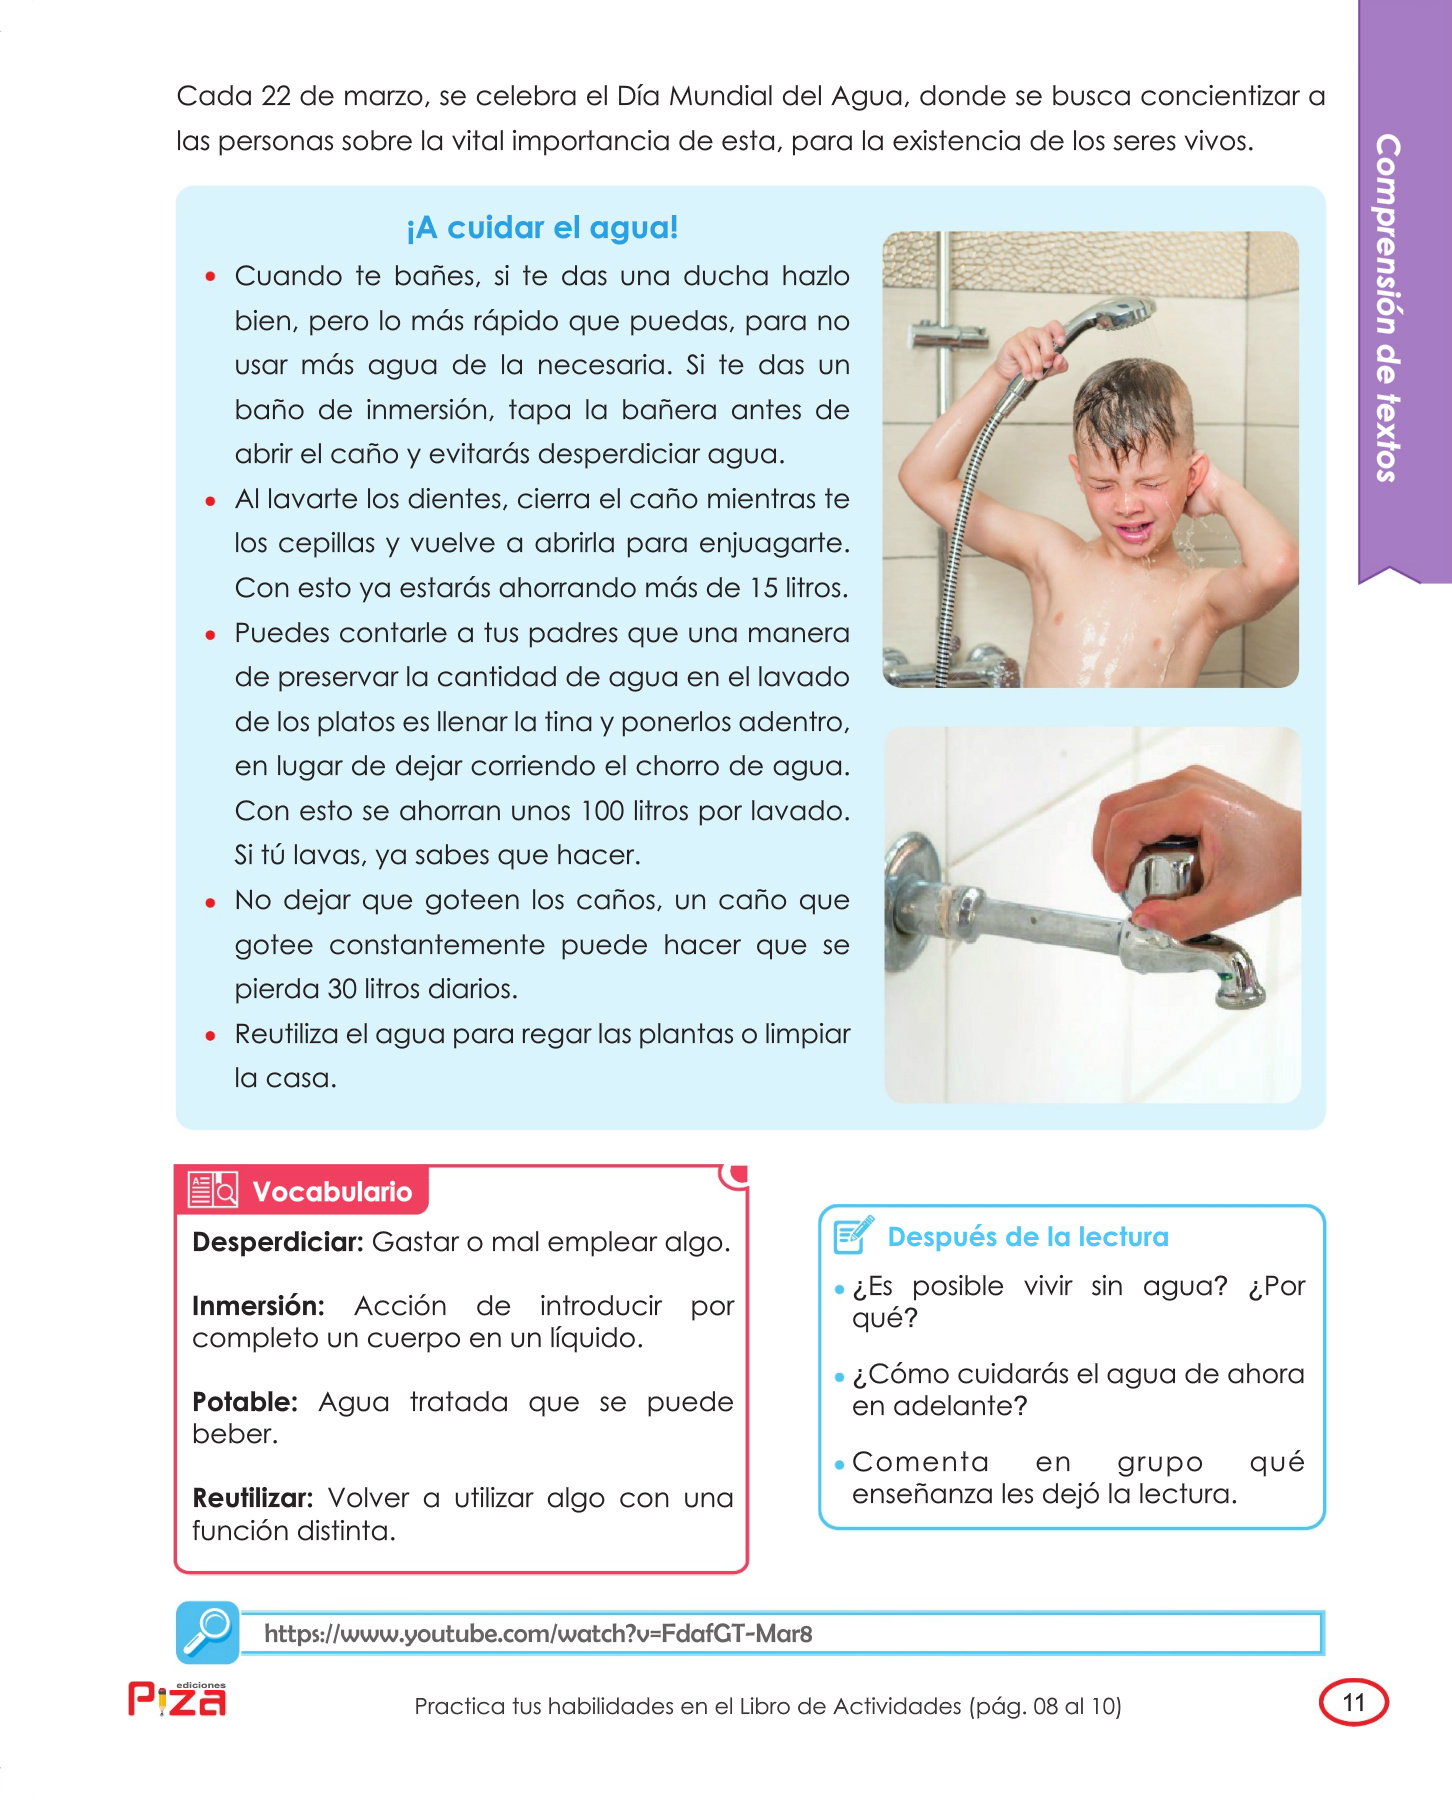 Cada 22 de marzo, se celebra el Día Mundial del Agua, donde se busca concientizar a
las personas sobre la vital importancia de esta, para la existencia de los seres vivos.
Comprensión de textos
¡A cuidar el agua!
• Cuando te bañes, si te das una ducha hazlo
bien, pero lo más rápido que puedas, para no
usar más agua de la necesaria. Si te das un
baño de inmersión, tapa la bañera antes de
abrir el caño y evitarás desperdiciar agua.
• Al lavarte los dientes, cierra el caño mientras te
los cepillas y vuelve a abrirla para enjuagarte.
Con esto ya estarás ahorrando más de 15 litros.
• Puedes contarle a tus padres que una manera
de preservar la cantidad de agua en el lavado
de los platos es llenar la tina y ponerlos adentro,
en lugar de dejar corriendo el chorro de agua.
Con esto se ahorran unos 100 litros por lavado.
Si tú lavas, ya sabes que hacer.
• No dejar que goteen los caños, un caño que
gotee constantemente puede hacer que se
pierda 30 litros diarios.
• Reutiliza el agua para regar las plantas o limpiar
la casa.
Vocabulario
Desperdiciar: Gastar o mal emplear algo.
Inmersión: Acción de introducir por
completo un cuerpo en un líquido.
Potable: Agua tratada que se puede
beber.
Reutilizar: Volver a utilizar algo con una
función distinta.
Después de la lectura
• ¿Es posible vivir sin agua? ¿Por
qué?
• ¿Cómo cuidarás el agua de ahora
en adelante?
• Comenta en grupo qué
enseñanza les dejó la lectura.
https://www.youtube.com/watch?v=FdafGT-Mar8
ediciones
Piza
Practica tus habilidades en el Libro de Actividades (pág. 08 al 10)
11